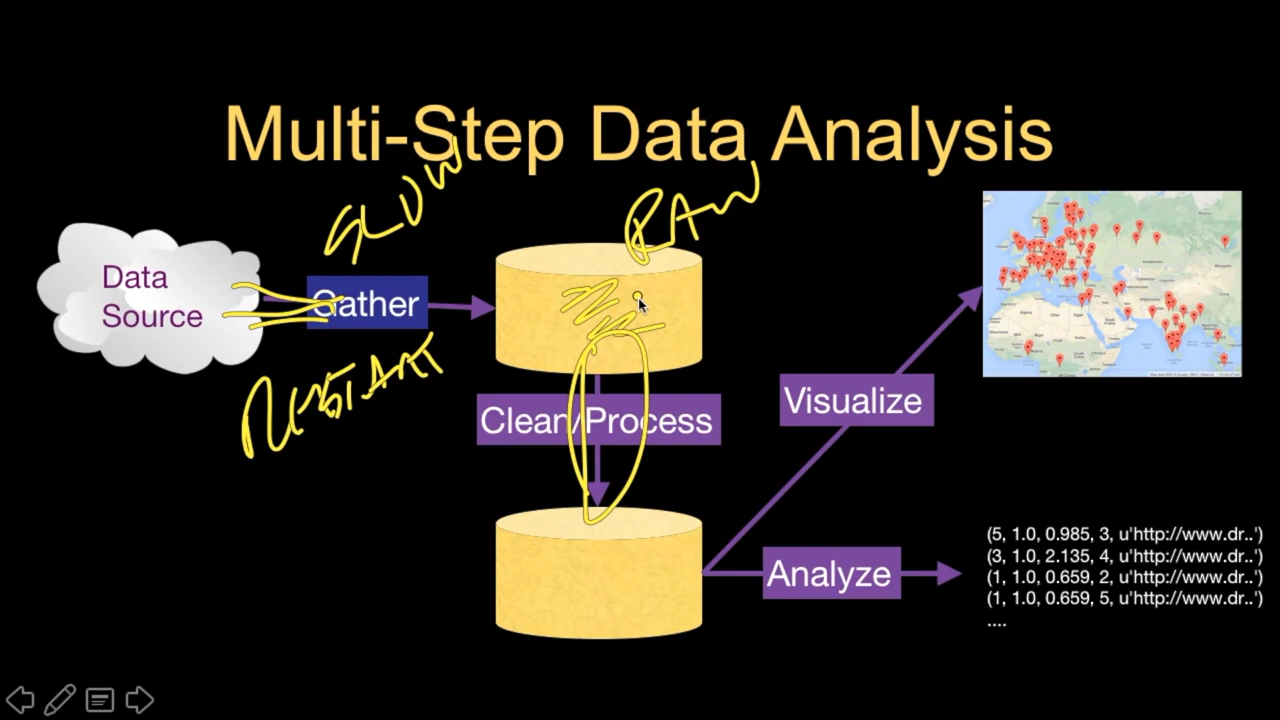 Multi-Step Data Analysis
SLOW
RAW
Data
Source
Gather
RESTART
Clean/Process
Visualize
Analyze
(5, 1.0, 0.985, 3, u'http://www.dr..')
(3, 1.0, 2.135, 4, u'http://www.dr..')
(1, 1.0, 0.659, 2, u'http://www.dr..')
(1, 1.0, 0.659, 5, u'http://www.dr..')
....